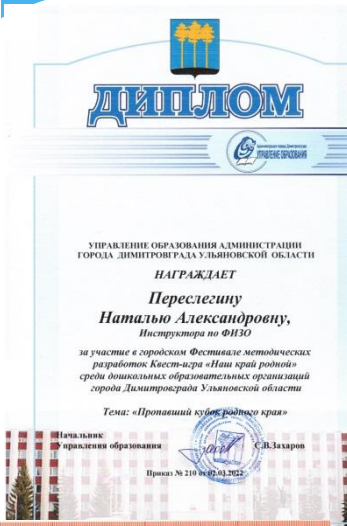 ДИПЛОМ
УПРАВЛЕНИЕ ОБРАЗОВАНИЯ
УПРАВЛЕНИЕ ОБРАЗОВАНИЯ АДМИНИСТРАЦИИ
ГОРОДА ДИМИТРОВГРАДА УЛЬЯНОВСКОЙ ОБЛАСТИ
НАГРАЖДАЕТ
Переслегину
Наталью Александровну,
Инструктора по ФИЗО
за участие в городском Фестивале методических
разработок Квест-игра «Наш край родной»
среди дошкольных образовательных организаций
города Димитровграда Ульяновской области
Тема: «Пропавший кубок родного края»
Начальник
Управления образования С.В.Захаров
Приказ № 210 от 02.03.2022